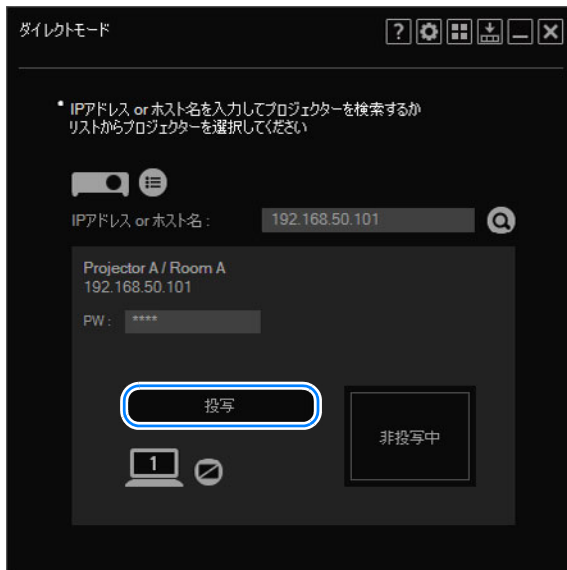 ダイレクトモード
?
IPアドレス or ホスト名を入力してプロジェクターを検索するか
リストからプロジェクターを選択してください
IPアドレス or ホスト名 : 192.168.50.101
Projector A / Room A
192.168.50.101
PW : ****
投写
非投写中
1